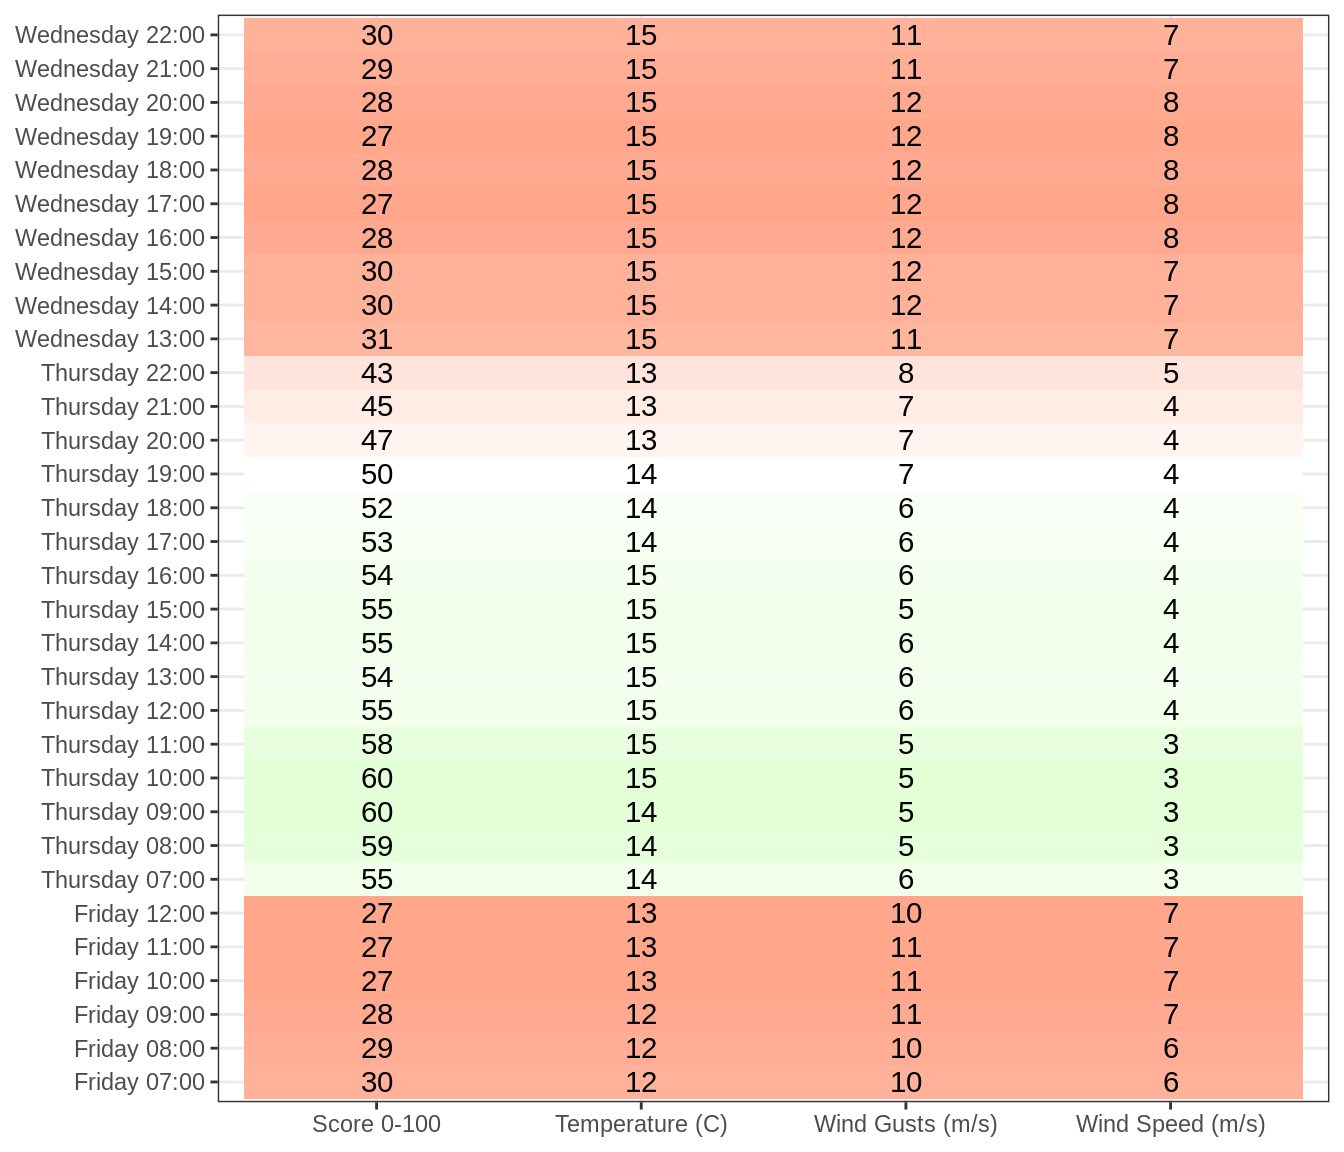 Wednesday 22:00 30 15 11 7
Wednesday 21:00 29 15 11 7
Wednesday 20:00 28 15 12 8
Wednesday 19:00 27 15 12 8
Wednesday 18:00 28 15 12 8
Wednesday 17:00 27 15 12 8
Wednesday 16:00 28 15 12 8
Wednesday 15:00 30 15 12 7
Wednesday 14:00 30 15 12 7
Wednesday 13:00 31 15 11 7
Thursday 22:00 43 13 8 5
Thursday 21:00 45 13 7 4
Thursday 20:00 47 13 7 4
Thursday 19:00 50 14 7 4
Thursday 18:00 52 14 6 4
Thursday 17:00 53 14 6 4
Thursday 16:00 54 15 6 4
Thursday 15:00 55 15 5 4
Thursday 14:00 55 15 6 4
Thursday 13:00 54 15 6 4
Thursday 12:00 55 15 6 4
Thursday 11:00 58 15 5 3
Thursday 10:00 60 15 5 3
Thursday 09:00 60 14 5 3
Thursday 08:00 59 14 5 3
Thursday 07:00 55 14 6 3
Friday 12:00 27 13 10 7
Friday 11:00 27 13 11 7
Friday 10:00 27 13 11 7
Friday 09:00 28 12 11 7
Friday 08:00 29 12 10 6
Friday 07:00 30 12 10 6
Score 0-100 Temperature (C) Wind Gusts (m/s) Wind Speed (m/s)